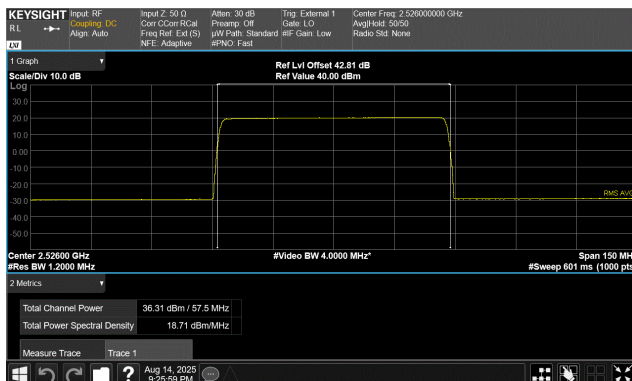 KEYSIGHT Input: RF Input Z: 50 Ω Atten: 30 dB Trig: External 1 Center Freq: 2.526000000 GHz
R L Coupling: DC Corr CCorr RCal Preamp: Off Gate: LO Avg|Hold: 50/50
Align: Auto Freq Ref: Ext (S) µW Path: Standard #IF Gain: Low Radio Std: None
LXI NFE: Adaptive #PNO: Fast
1 Graph
Ref Lvl Offset 42.81 dB
Scale/Div 10.0 dB Ref Value 40.00 dBm
Log
30.0
20.0
10.0
0.00
-10.0
-20.0
RMS AVG
-30.0
-40.0
-50.0
Center 2.52600 GHz #Video BW 4.0000 MHz* Span 150 MH
#Res BW 1.2000 MHz #Sweep 601 ms (1000 pts
2 Metrics
Total Channel Power 36.31 dBm / 57.5 MHz
Total Power Spectral Density 18.71 dBm/MHz
Measure Trace Trace 1
? Aug 14, 2025
9:25:59 PM